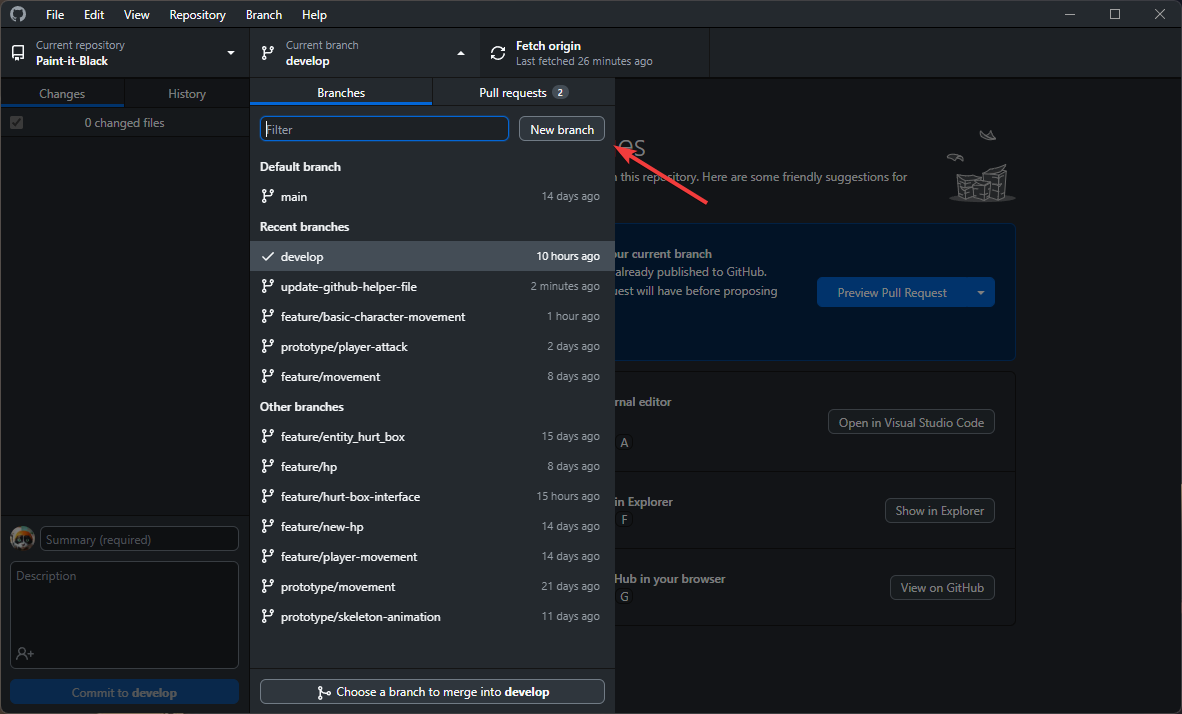 File Edit View Repository Branch Help
Current repository
Paint-it-Black
Current branch
develop
Fetch origin
Last fetched 26 minutes ago
Changes History
0 changed files
Summary (required)
Description
Commit to develop
Branches Pull requests 2
Filter New branch
Default branch
main 14 days ago
Recent branches
develop 10 hours ago
update-github-helper-file 2 minutes ago
feature/basic-character-movement 1 hour ago
prototype/player-attack 2 days ago
feature/movement 8 days ago
Other branches
feature/entity_hurt_box 15 days ago
feature/hp 8 days ago
feature/hurt-box-interface 15 hours ago
feature/new-hp 14 days ago
feature/player-movement 14 days ago
prototype/movement 21 days ago
prototype/skeleton-animation 11 days ago
Choose a branch to merge into develop
es
this repository. Here are some friendly suggestions for
ur current branch
already published to GitHub.
est will have before proposing
Preview Pull Request
rnal editor
A
Open in Visual Studio Code
in Explorer
F
Show in Explorer
Hub in your browser
G
View on GitHub